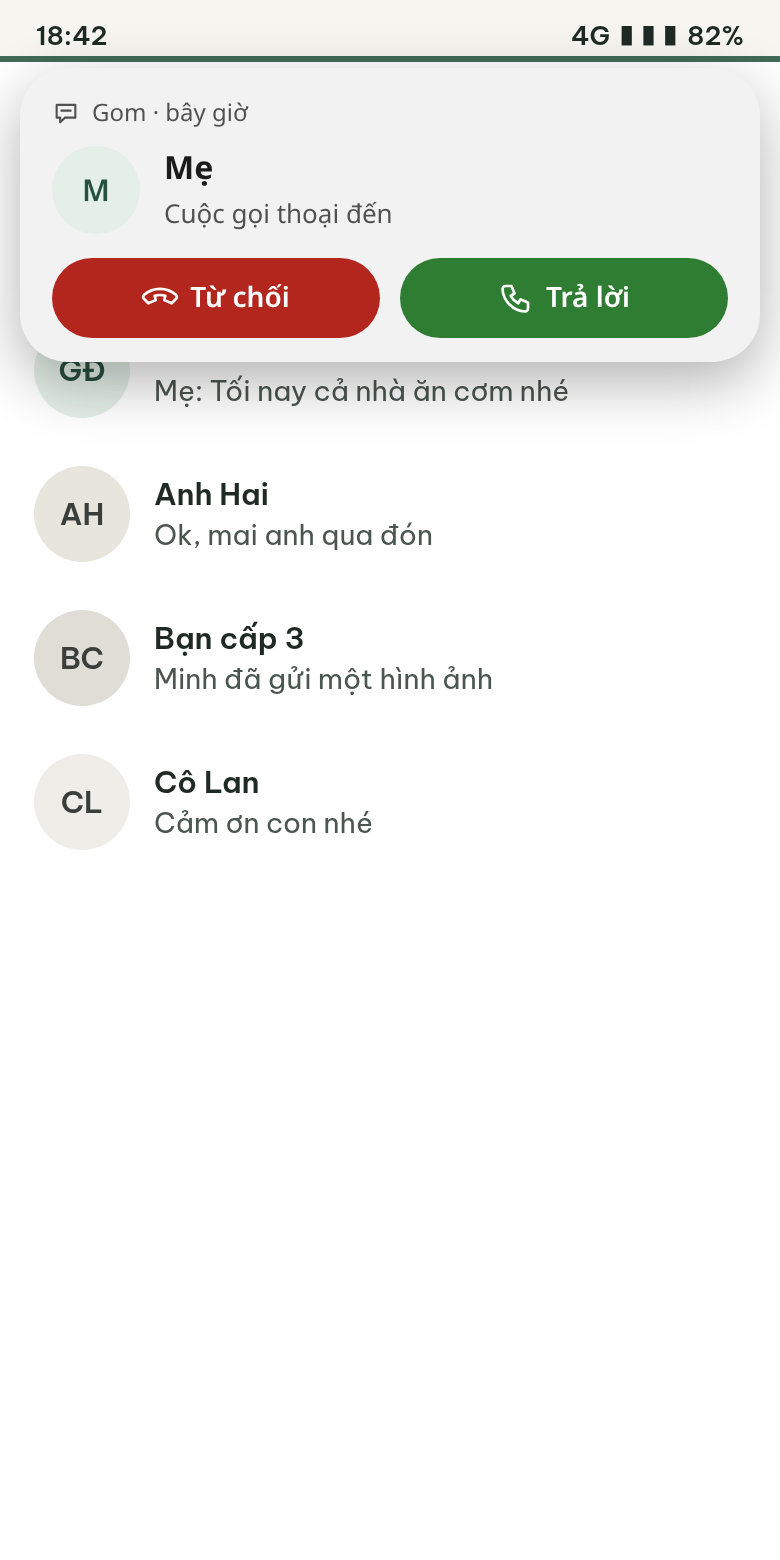 18:42
4G 82%
Gom · bây giờ
M
Mẹ
Cuộc gọi thoại đến
Từ chối
Trả lời
GĐ
Mẹ: Tối nay cả nhà ăn cơm nhé
AH
Anh Hai
Ok, mai anh qua đón
BC
Bạn cấp 3
Minh đã gửi một hình ảnh
CL
Cô Lan
Cảm ơn con nhé